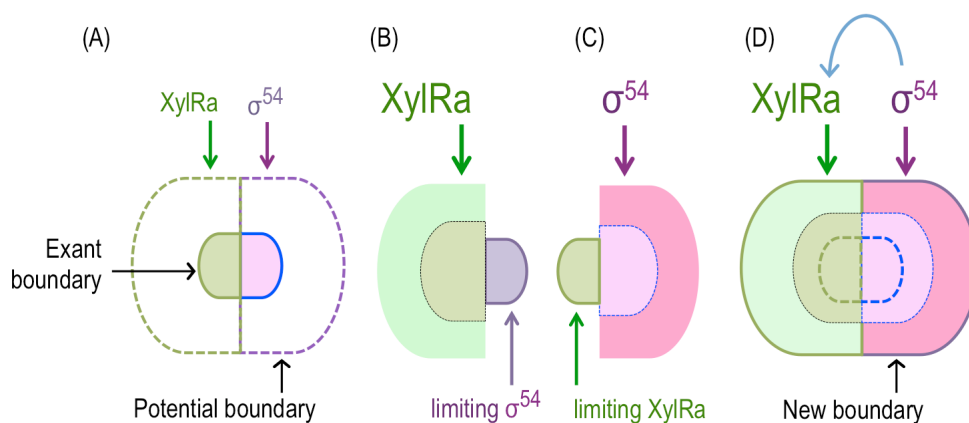 (A)
(B)
(C)
(D)
XylRa
σ⁵⁴
XylRa
σ⁵⁴
XylRa
σ⁵⁴
Exant
boundary
Potential boundary
limiting σ⁵⁴
limiting XylRa
New boundary